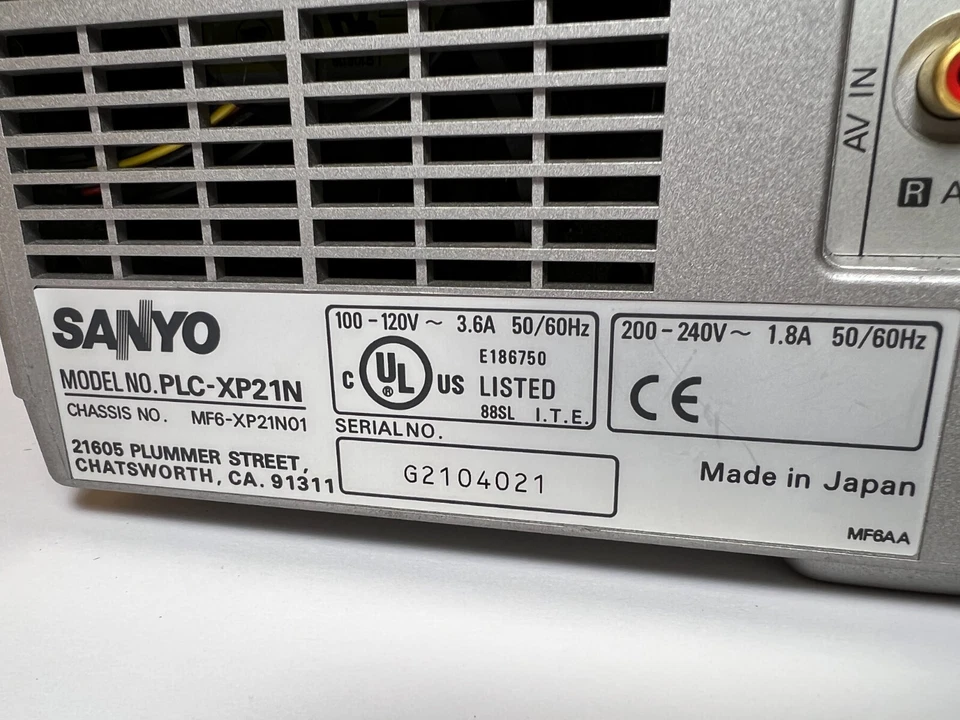 AV IN
R A
SANYO
MODEL NO. PLC-XP21N
CHASSIS NO. MF6-XP21N01
21605 PLUMMER STREET,
CHATSWORTH, CA. 91311
100-120V~ 3.6A 50/60Hz
C UL ® US
E186750
LISTED
88SL I.T.E.
SERIAL NO.
G2104021
200-240V~ 1.8A 50/60Hz
CE
Made in Japan
MF6AA